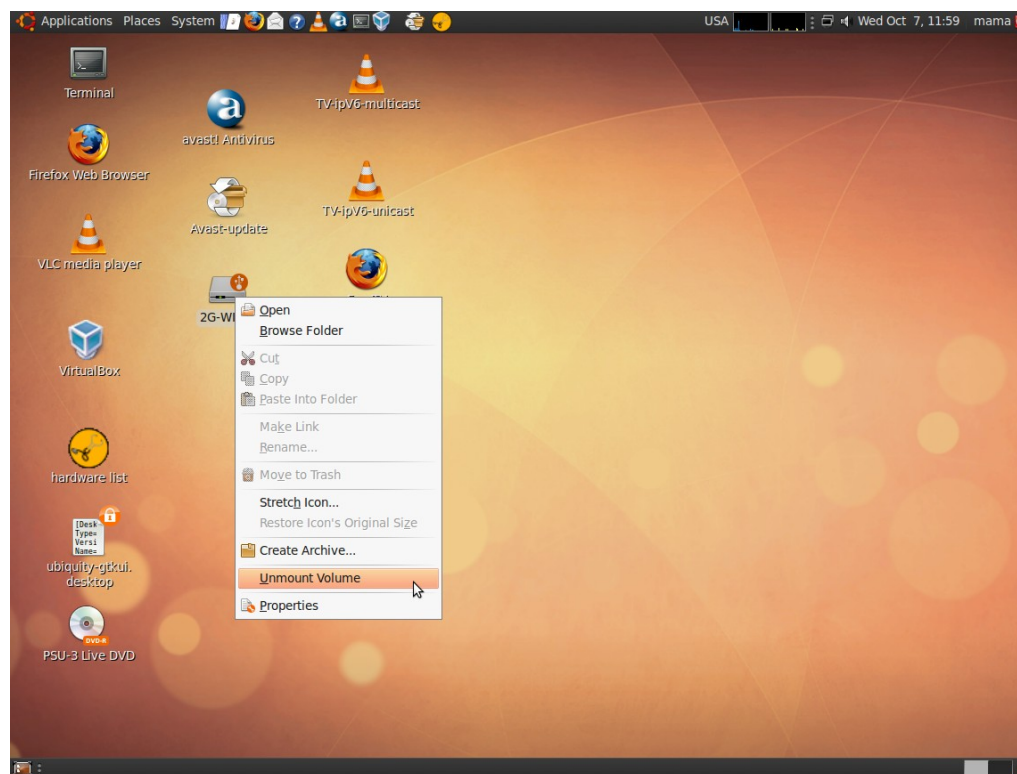 Applications Places System
USA
Wed Oct 7, 11:59 mama
Terminal
Firefox Web Browser
VLC media player
VirtualBox
hardware list
[Desk
Type=
Versi
Name=
ubiquity-gtkui.
desktop
DVD-R
PSU-3 Live DVD
avast! Antivirus
Avast-update
TV-ipV6-multicast
TV-ipV6-unicast
Open
Browse Folder
Cut
Copy
Paste Into Folder
Make Link
Rename...
Move to Trash
Stretch Icon...
Restore Icon's Original Size
Create Archive...
Unmount Volume
Properties